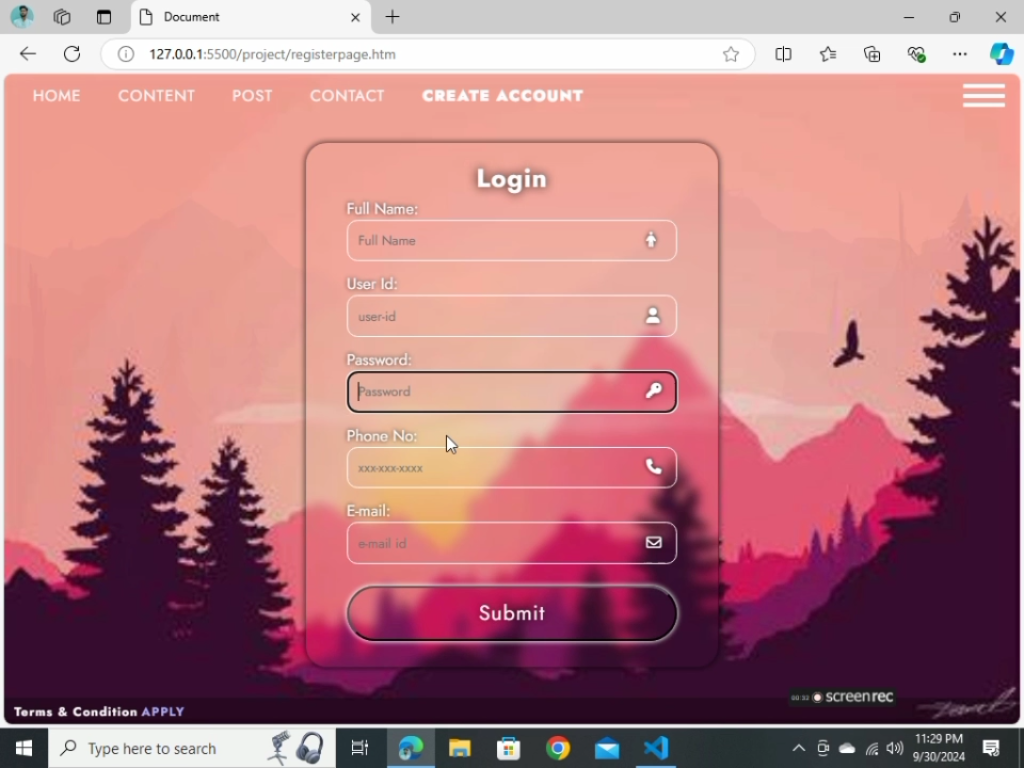 Document
127.0.0.1:5500/project/registerpage.htm
HOME CONTENT POST CONTACT CREATE ACCOUNT
Login
Full Name:
Full Name
User Id:
user-id
Password:
Password
Phone No:
xxx-xxx-xxxx
E-mail:
e-mail id
Submit
screenrec
Terms & Condition APPLY
Type here to search
11:29 PM
9/30/2024